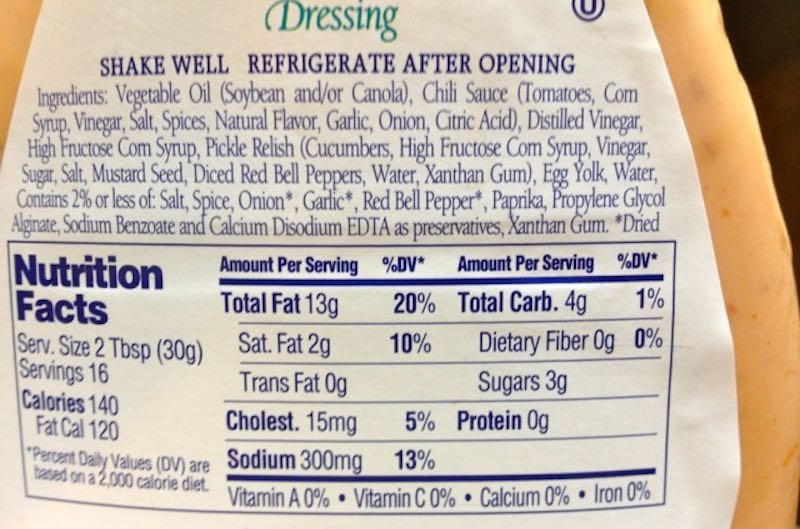 Dressing
U
SHAKE WELL REFRIGERATE AFTER OPENING
Ingredients: Vegetable Oil (Soybean and/or Canola), Chili Sauce (Tomatoes, Corn
Syrup, Vinegar, Salt, Spices, Natural Flavor, Garlic, Onion, Citric Acid), Distilled Vinegar,
High Fructose Corn Syrup, Pickle Relish (Cucumbers, High Fructose Corn Syrup, Vinegar,
Sugar, Salt, Mustard Seed, Diced Red Bell Peppers, Water, Xanthan Gum), Egg Yolk, Water,
Contains 2% or less of: Salt, Spice, Onion*, Garlic*, Red Bell Pepper*, Paprika, Propylene Glycol
Alginate, Sodium Benzoate and Calcium Disodium EDTA as preservatives, Xanthan Gum. *Dried
Nutrition
Facts
Serv. Size 2 Tbsp (30g)
Servings 16
Calories 140
Fat Cal 120
*Percent Daily Values (DV) are
based on a 2,000 calorie diet.
Amount Per Serving %DV* Amount Per Serving %DV*
Total Fat 13g 20% Total Carb. 4g 1%
Sat. Fat 2g 10% Dietary Fiber 0g 0%
Trans Fat 0g Sugars 3g
Cholest. 15mg 5% Protein 0g
Sodium 300mg 13%
Vitamin A 0% • Vitamin C 0% • Calcium 0% • Iron 0%